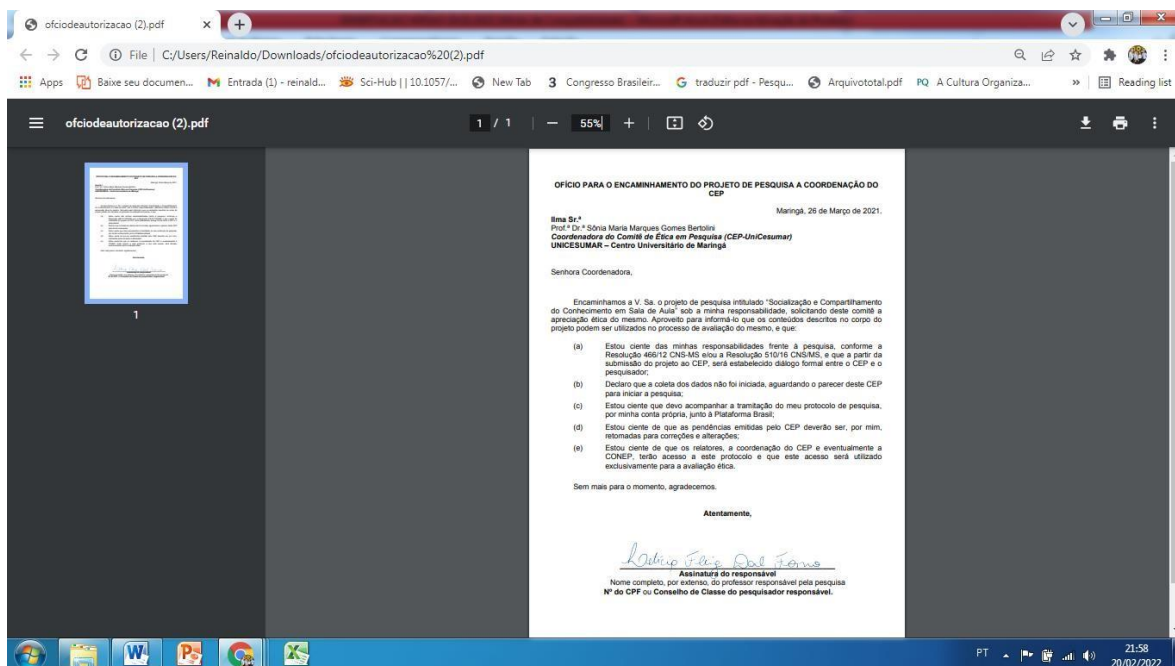 ofciodeautorizacao (2).pdf
File | C:/Users/Reinaldo/Downloads/ofciodeautorizacao%20(2).pdf
Apps Baixe seu documen... Entrada (1) - reinald... Sci-Hub | | 10.1057/... New Tab 3 Congresso Brasileir... traduzir pdf - Pesqu... Arquivototal.pdf PQ A Cultura Organiza... » Reading list
ofciodeautorizacao (2).pdf 1 / 1 | − 55% + |
1
OFÍCIO PARA O ENCAMINHAMENTO DO PROJETO DE PESQUISA A COORDENAÇÃO DO
CEP
Maringá, 26 de Março de 2021.
Ilma Sr.ª
Prof.ª Dr.ª Sônia Maria Marques Gomes Bertolini
Coordenadora do Comitê de Ética em Pesquisa (CEP-UniCesumar)
UNICESUMAR – Centro Universitário de Maringá
Senhora Coordenadora,
Encaminhamos a V. Sa. o projeto de pesquisa intitulado "Socialização e Compartilhamento
do Conhecimento em Sala de Aula" sob a minha responsabilidade, solicitando deste comitê a
apreciação ética do mesmo. Aproveito para informá-lo que os conteúdos descritos no corpo do
projeto podem ser utilizados no processo de avaliação do mesmo, e que:
(a) Estou ciente das minhas responsabilidades frente à pesquisa, conforme a
Resolução 466/12 CNS-MS e/ou a Resolução 510/16 CNS/MS, e que a partir da
submissão do projeto ao CEP, será estabelecido diálogo formal entre o CEP e o
pesquisador;
(b) Declaro que a coleta dos dados não foi iniciada, aguardando o parecer deste CEP
para iniciar a pesquisa;
(c) Estou ciente que devo acompanhar a tramitação do meu protocolo de pesquisa,
por minha conta própria, junto à Plataforma Brasil;
(d) Estou ciente de que as pendências emitidas pelo CEP deverão ser, por mim,
retomadas para correções e alterações;
(e) Estou ciente de que os relatores, a coordenação do CEP e eventualmente a
CONEP, terão acesso a este protocolo e que este acesso será utilizado
exclusivamente para a avaliação ética.
Sem mais para o momento, agradecemos.
Atentamente,
Assinatura do responsável
Nome completo, por extenso, do professor responsável pela pesquisa
Nº do CPF ou Conselho de Classe do pesquisador responsável.
PT 21:58
20/02/2022